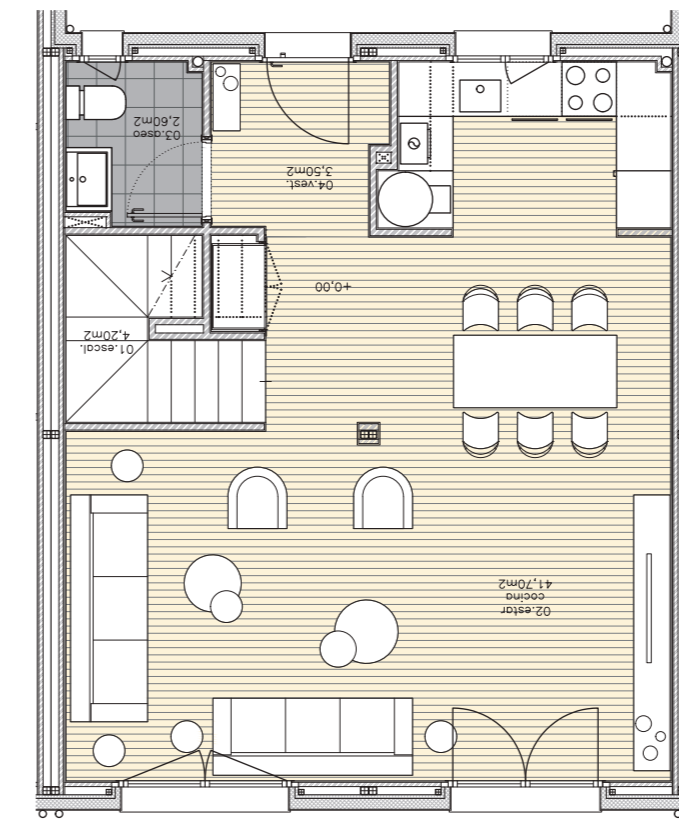 02.estar
cocina
41,70m2
01.escal.
4,20m2
+0,00
04.vest.
3,50m2
03.aseo
2,60m2